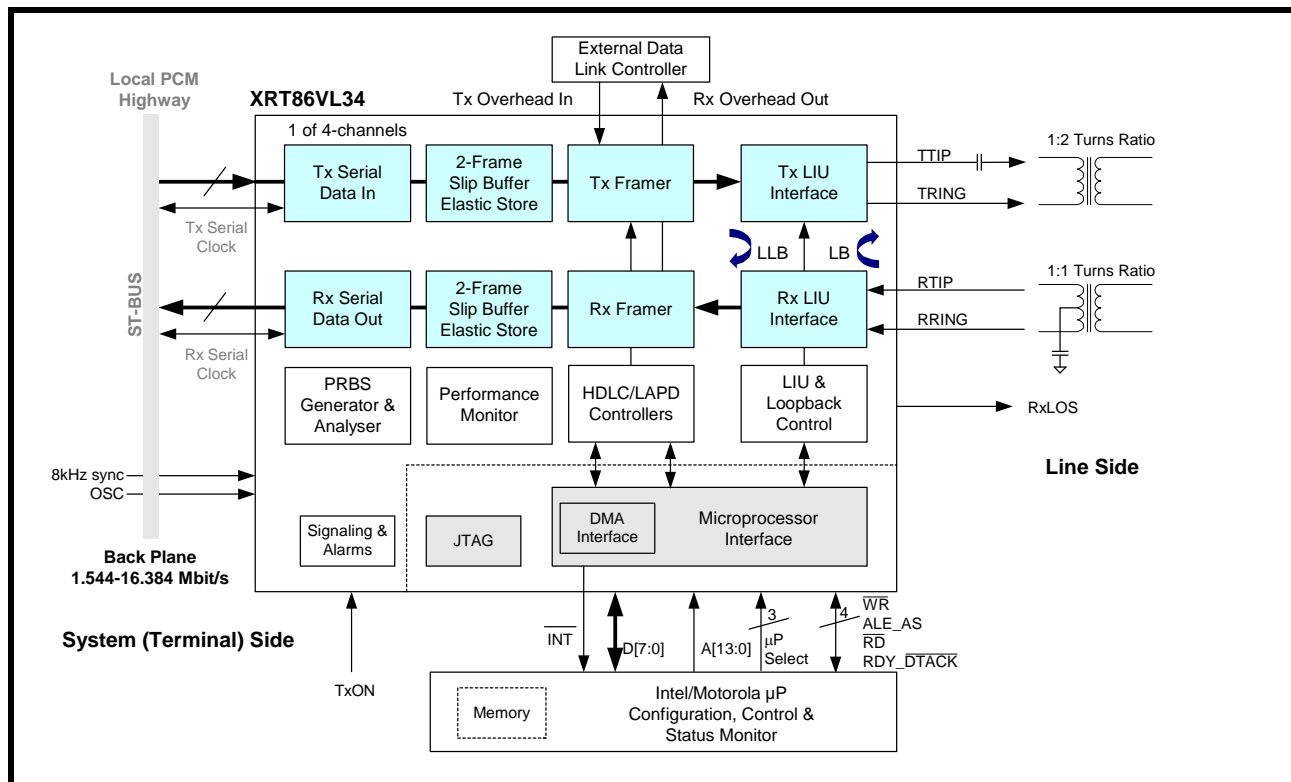 External Data
Link Controller
Local PCM
Highway
XRT86VL34
Tx Overhead In
Rx Overhead Out
1 of 4-channels
Tx Serial
Data In
2-Frame
Slip Buffer
Elastic Store
Tx Framer
Tx LIU
Interface
TTIP
TRING
1:2 Turns Ratio
Tx Serial
Clock
LLB
LB
ST-BUS
Rx Serial
Data Out
2-Frame
Slip Buffer
Elastic Store
Rx Framer
Rx LIU
Interface
RTIP
RRING
1:1 Turns Ratio
Rx Serial
Clock
PRBS
Generator &
Analyser
Performance
Monitor
HDLC/LAPD
Controllers
LIU &
Loopback
Control
RxLOS
Line Side
8kHz sync
OSC
Signaling &
Alarms
JTAG
DMA
Interface
Microprocessor
Interface
Back Plane
1.544-16.384 Mbit/s
System (Terminal) Side
TxON
INT
D[7:0]
A[13:0]
3
µP
Select
4
WR
ALE_AS
RD
RDY_DTACK
Memory
Intel/Motorola µP
Configuration, Control &
Status Monitor